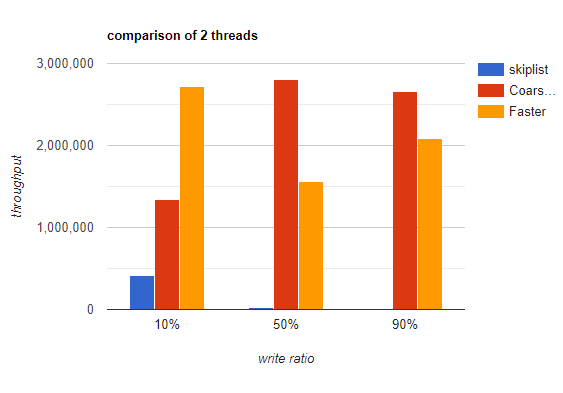 comparison of 2 threads
3,000,000
2,000,000
1,000,000
0
throughput
10%
50%
90%
write ratio
skiplist
Coars…
Faster